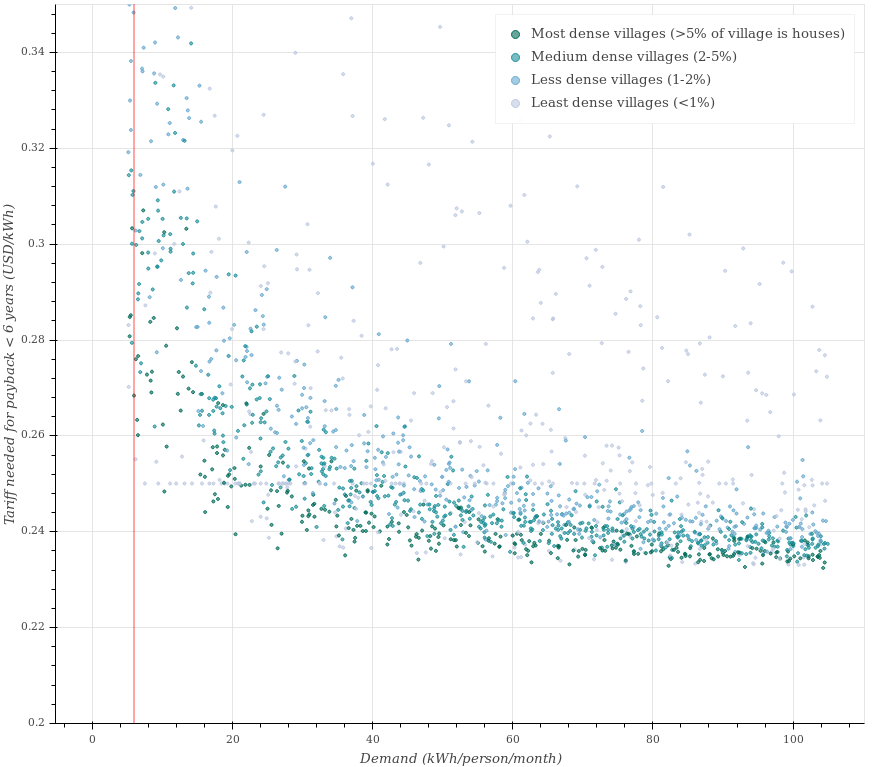 Most dense villages (>5% of village is houses)
Medium dense villages (2-5%)
Less dense villages (1-2%)
Least dense villages (<1%)
Tariff needed for payback < 6 years (USD/kWh)
0.34
0.32
0.3
0.28
0.26
0.24
0.22
0.2
0 20 40 60 80 100
Demand (kWh/person/month)